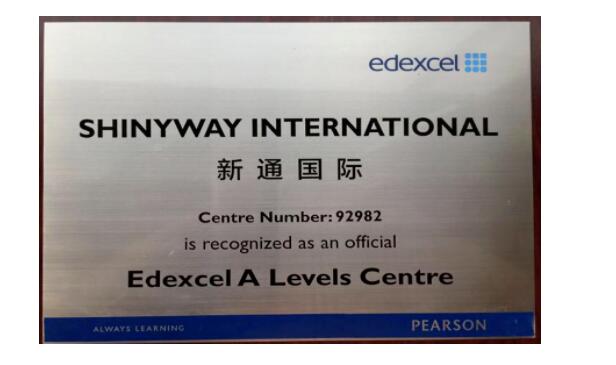 edexcel
SHINYWAY INTERNATIONAL
新通国际
Centre Number: 92982
is recognized as an official
Edexcel A Levels Centre
ALWAYS LEARNING PEARSON